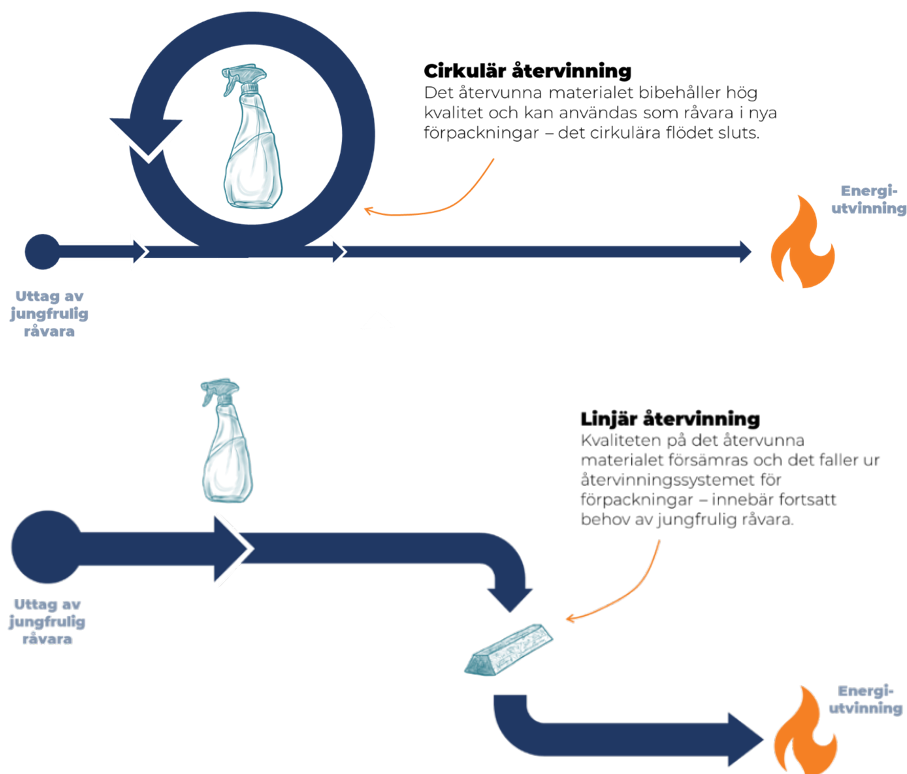 Cirkulär återvinning
Det återvunna materialet bibehåller hög
kvalitet och kan användas som råvara i nya
förpackningar – det cirkulära flödet sluts.
Energi-
utvinning
Uttag av
jungfrulig
råvara
Linjär återvinning
Kvaliteten på det återvunna
materialet försämras och det faller ur
återvinningssystemet för
förpackningar – innebär fortsatt
behov av jungfrulig råvara.
Uttag av
jungfrulig
råvara
Energi-
utvinning